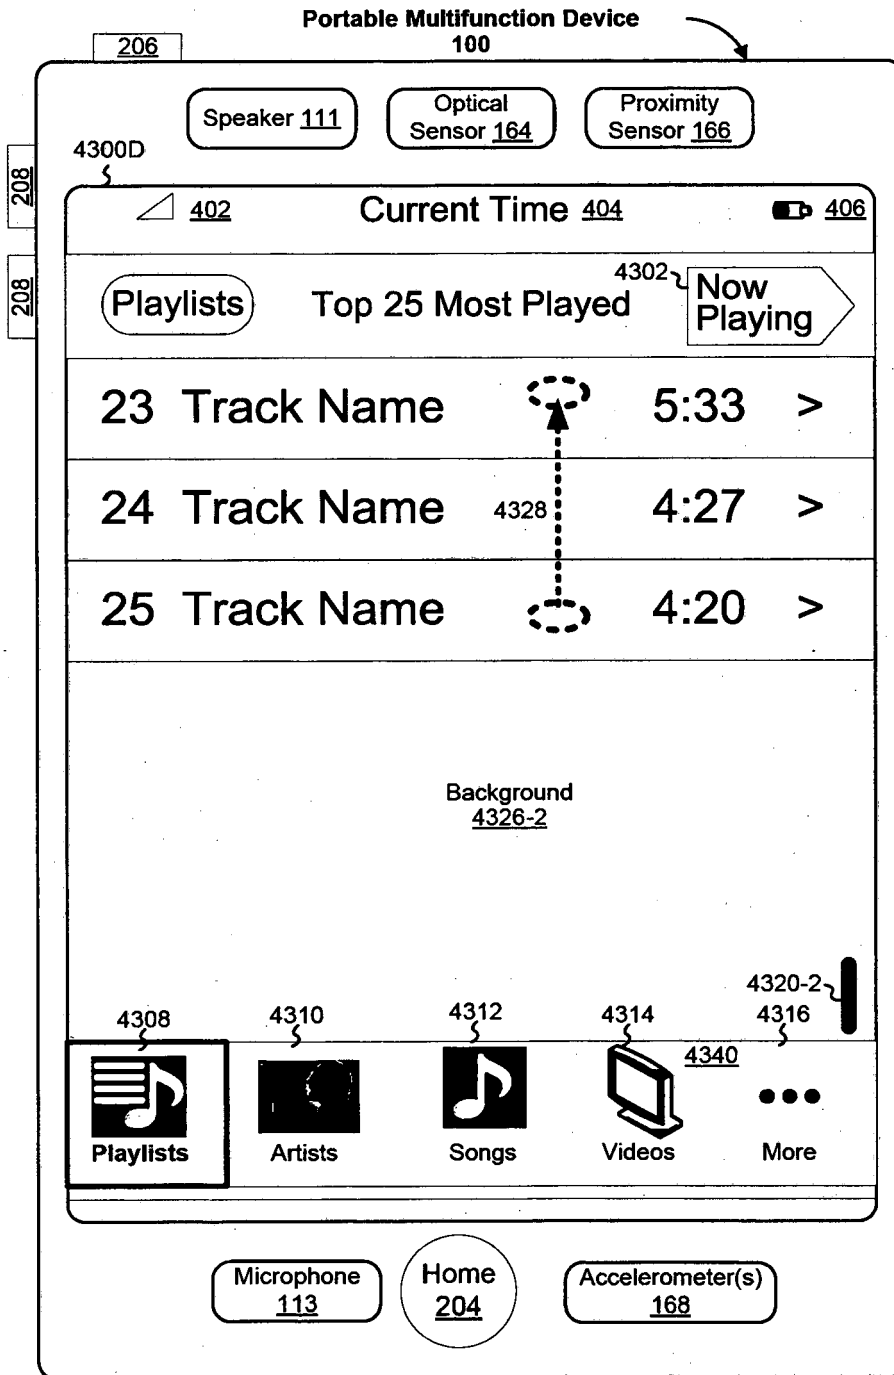 Portable Multifunction Device
100
206
Speaker 111
Optical
Sensor 164
Proximity
Sensor 166
4300D
208
208
402
Current Time 404
406
Playlists
Top 25 Most Played
4302
Now
Playing
23 Track Name 5:33 >
24 Track Name 4328 4:27 >
25 Track Name 4:20 >
Background
4326-2
4320-2
4308
4310
4312
4314
4316
4340
Playlists
Artists
Songs
Videos
More
Microphone
113
Home
204
Accelerometer(s)
168